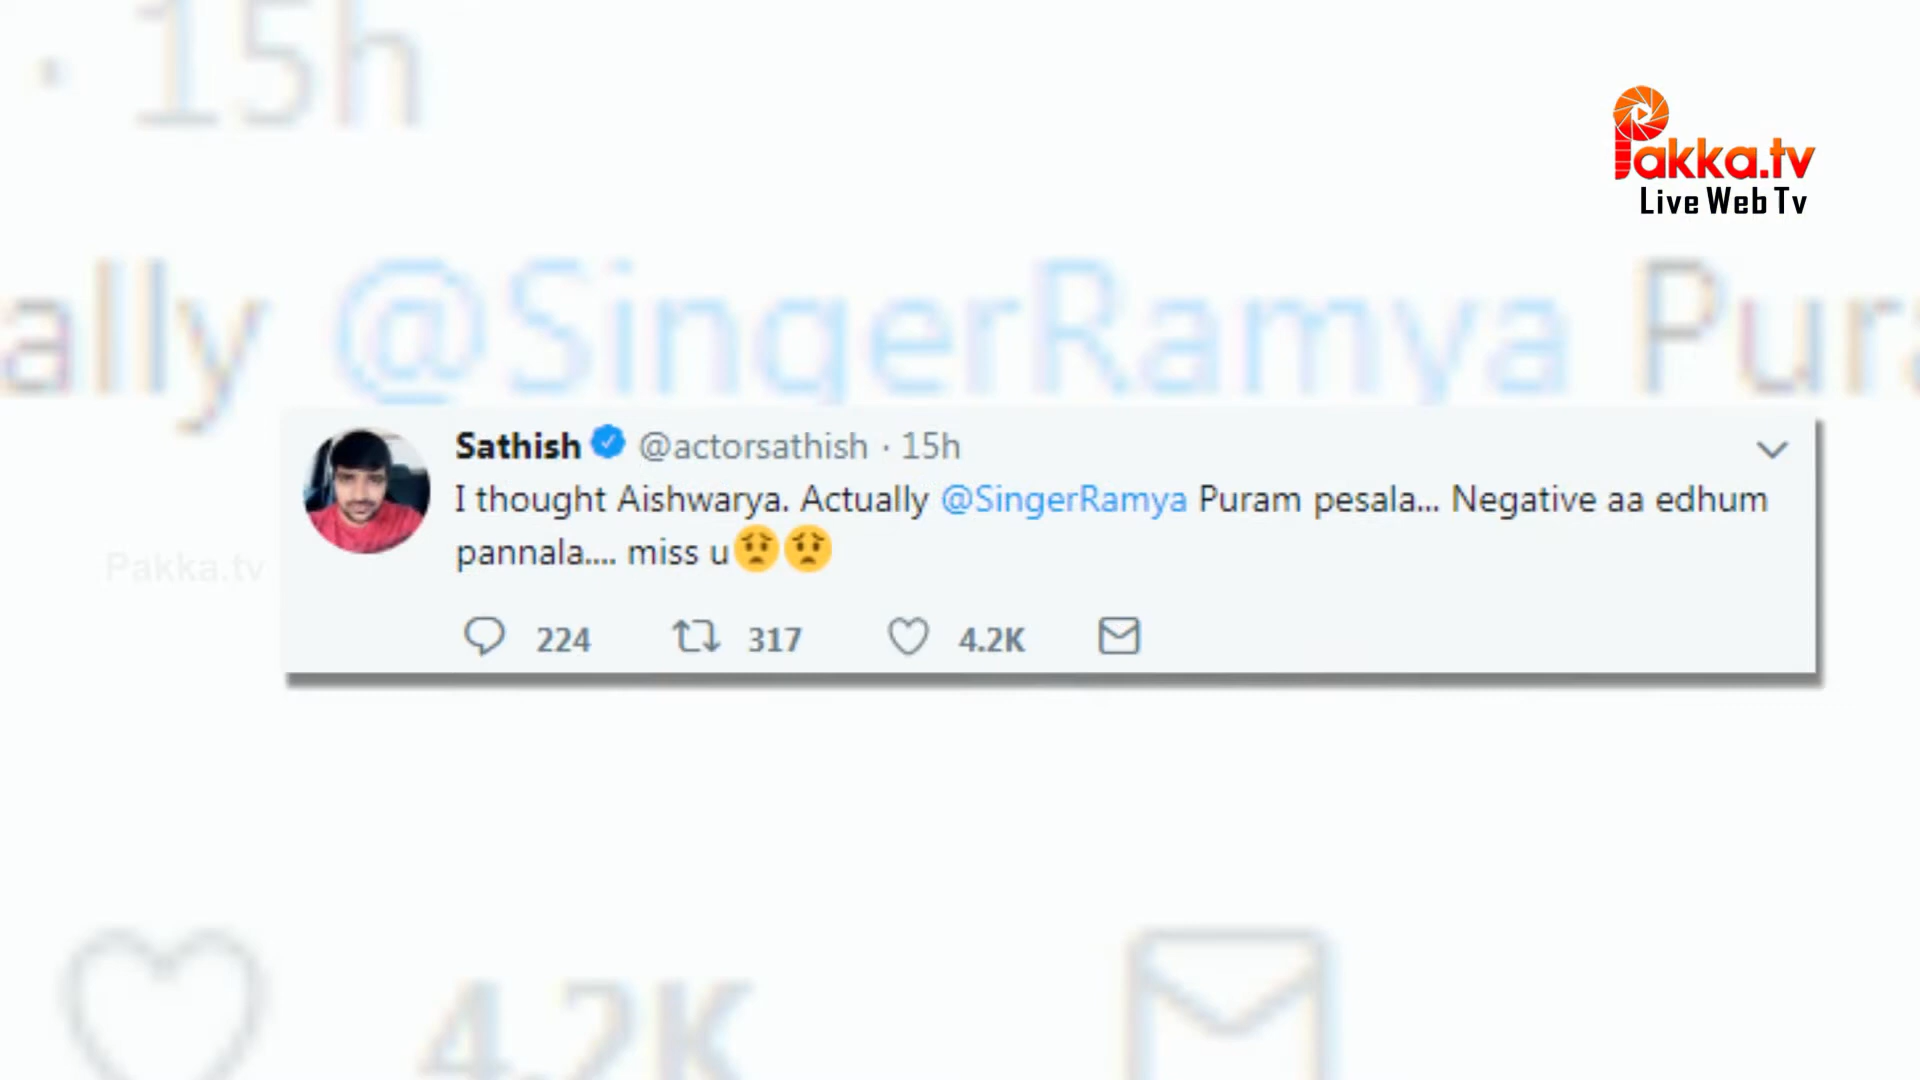 · 15h
Pakka.tv
Live Web Tv
ally @SingerRamya Pura
Sathish @actorsathish · 15h
I thought Aishwarya. Actually @SingerRamya Puram pesala... Negative aa edhum
pannala.... miss u😟😟
Pakka.tv
224 317 4.2K
4.2K